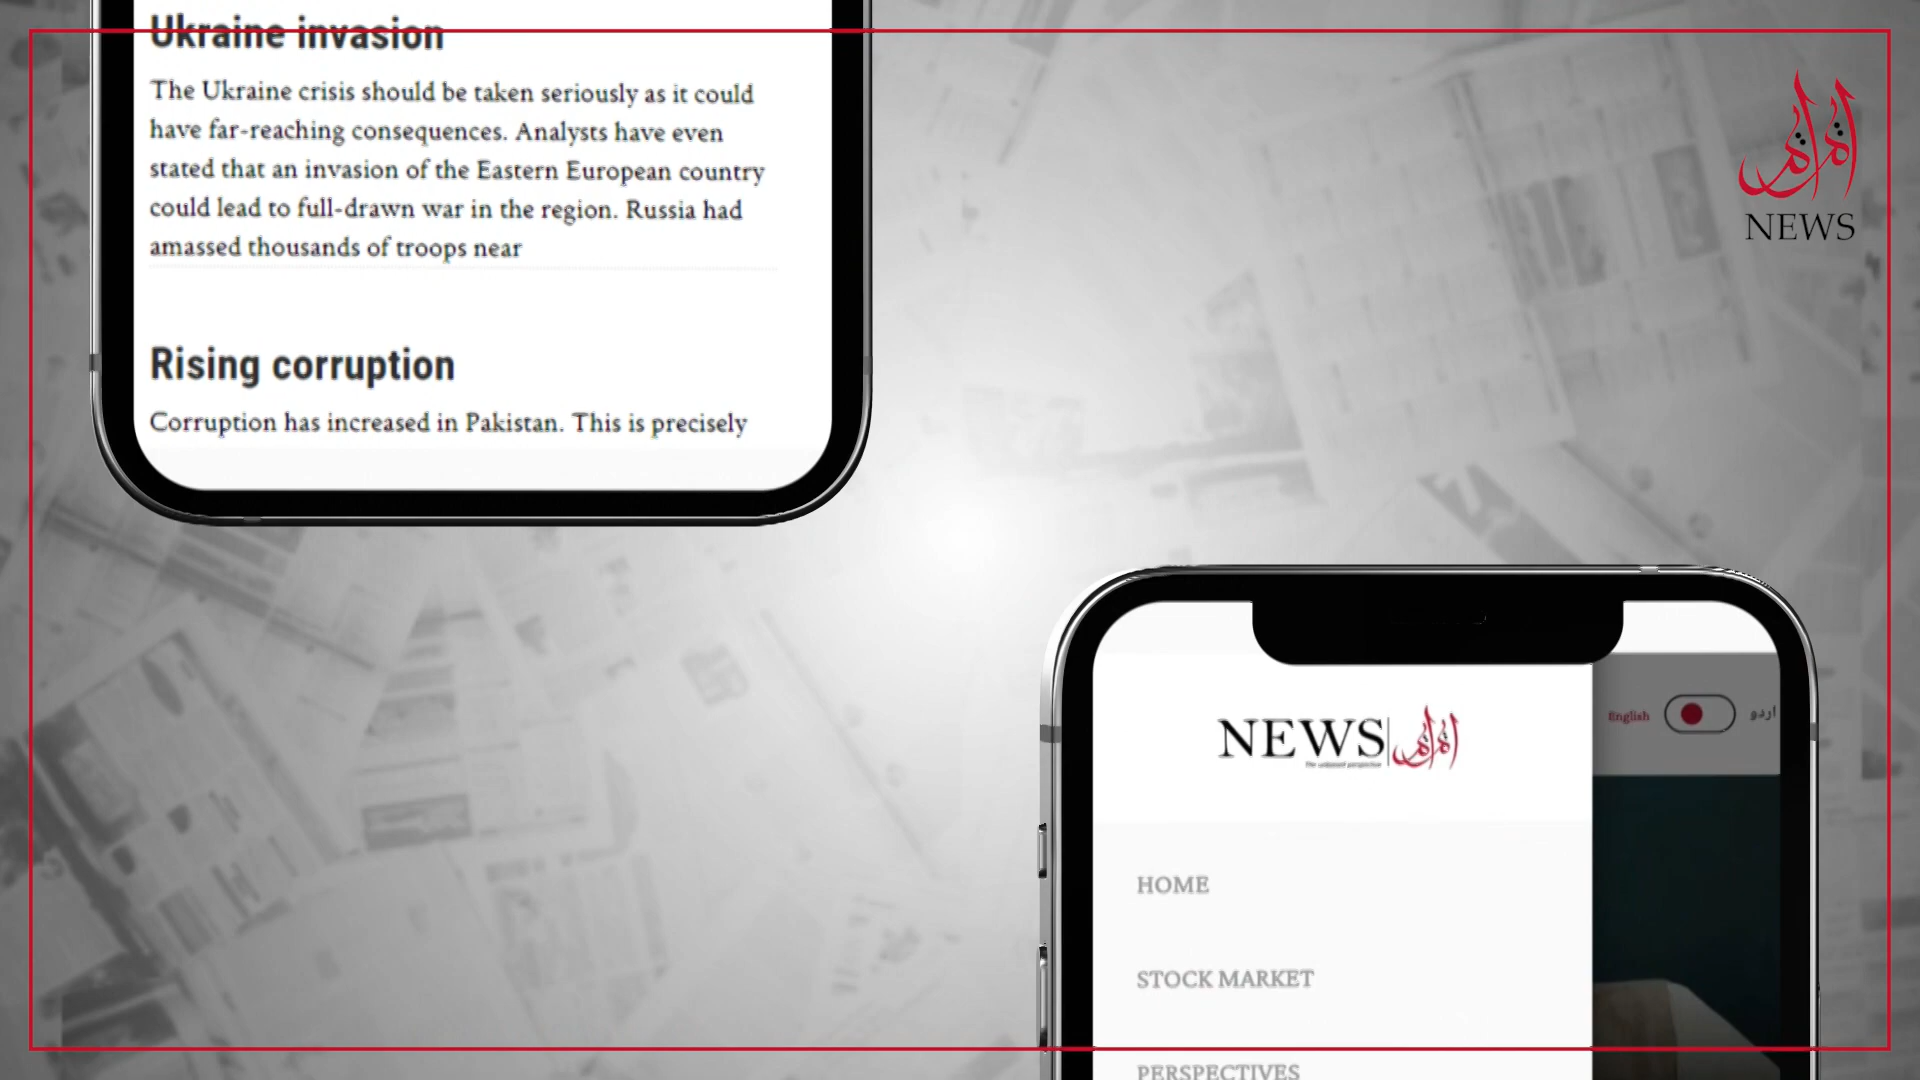 Ukraine invasion
The Ukraine crisis should be taken seriously as it could
have far-reaching consequences. Analysts have even
stated that an invasion of the Eastern European country
could lead to full-drawn war in the region. Russia had
amassed thousands of troops near
Rising corruption
Corruption has increased in Pakistan. This is precisely
NEWS
English
اردو
NEWS
HOME
STOCK MARKET
PERSPECTIVES